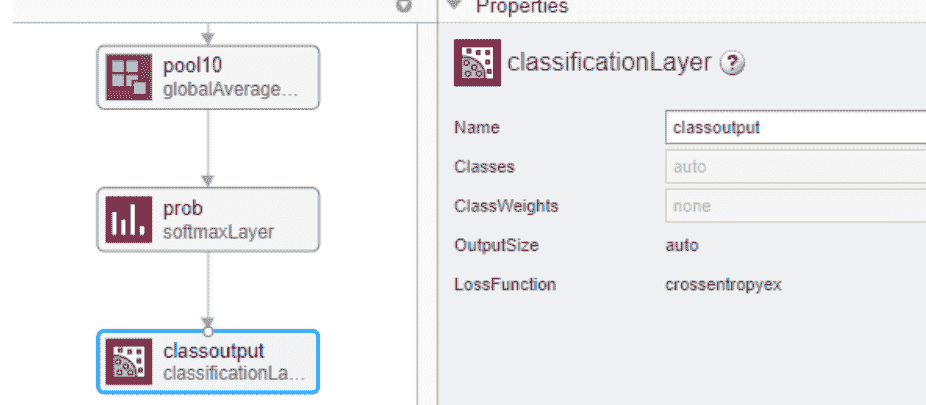 pool10
globalAverage...
prob
softmaxLayer
classoutput
classificationLa...
Properties
classificationLayer ?
Name classoutput
Classes auto
ClassWeights none
OutputSize auto
LossFunction crossentropyex